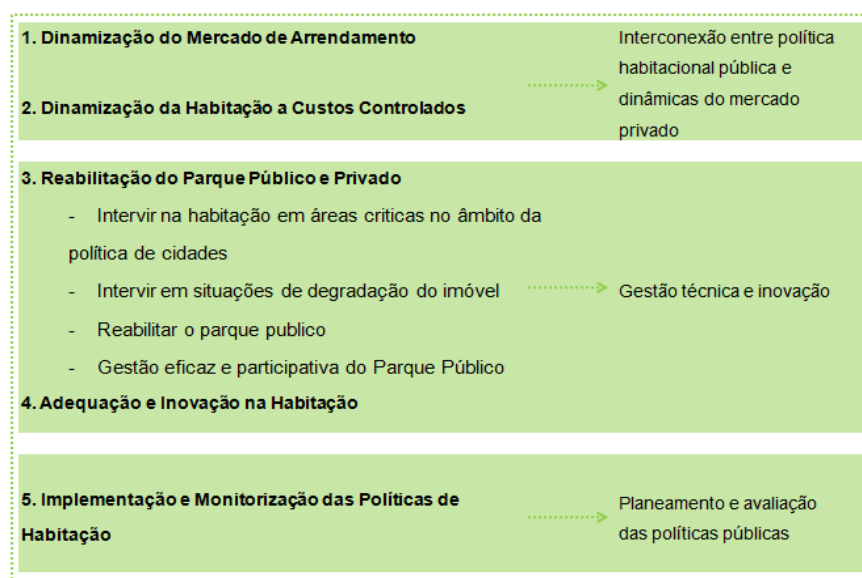 1. Dinamização do Mercado de Arrendamento
2. Dinamização da Habitação a Custos Controlados
Interconexão entre política
habitacional pública e
dinâmicas do mercado
privado
3. Reabilitação do Parque Público e Privado
- Intervir na habitação em áreas criticas no âmbito da
política de cidades
- Intervir em situações de degradação do imóvel
- Reabilitar o parque publico
- Gestão eficaz e participativa do Parque Público
4. Adequação e Inovação na Habitação
Gestão técnica e inovação
5. Implementação e Monitorização das Políticas de
Habitação
Planeamento e avaliação
das políticas públicas